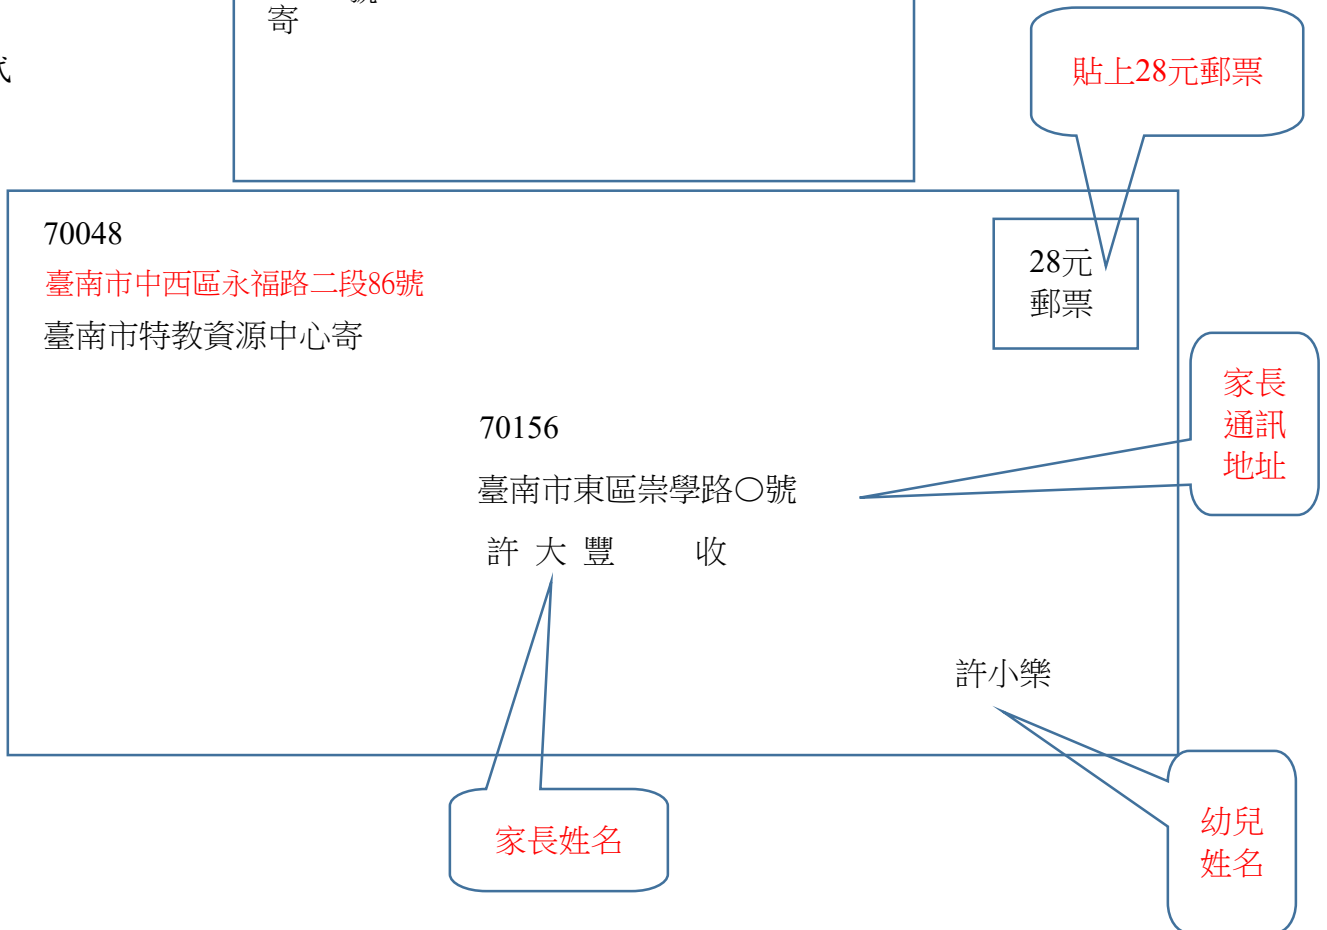 寄
貼上28元郵票
70048
臺南市中西區永福路二段86號
臺南市特教資源中心寄
28元
郵票
家長
通訊
地址
70156
臺南市東區崇學路○號
許 大 豐 收
許小樂
家長姓名
幼兒
姓名